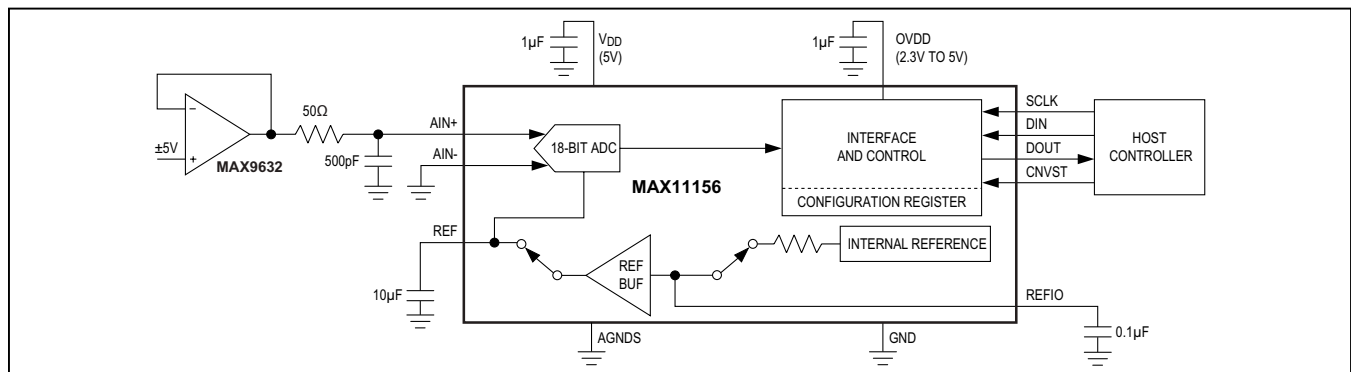 1µF
VDD
(5V)
1µF
OVDD
(2.3V TO 5V)
50Ω
AIN+
SCLK
DIN
DOUT
CNVST
HOST
CONTROLLER
INTERFACE
AND CONTROL
18-BIT ADC
±5V
−
+
MAX9632
500pF
AIN-
MAX11156
CONFIGURATION REGISTER
REF
INTERNAL REFERENCE
REF
BUF
10µF
REFIO
0.1µF
AGNDS
GND